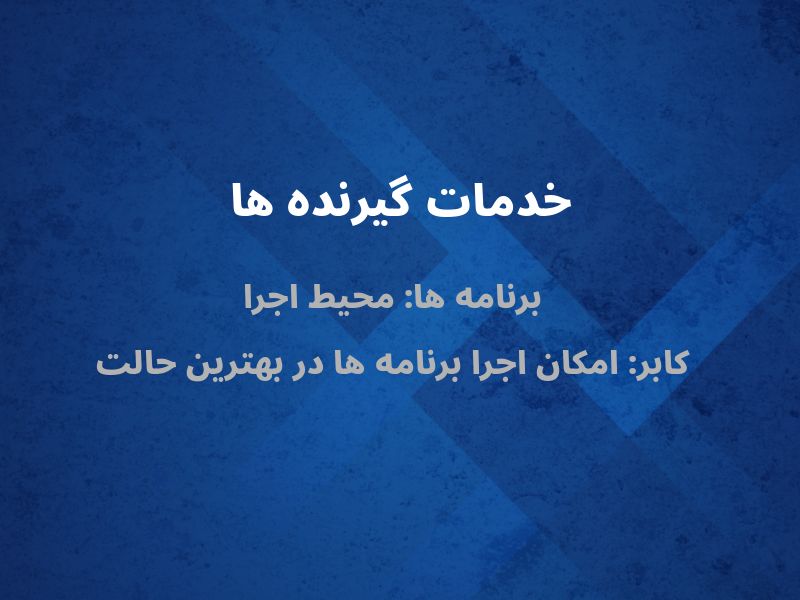 خدمات گیرنده ها
برنامه ها: محیط اجرا
کابر: امکان اجرا برنامه ها در بهترین حالت